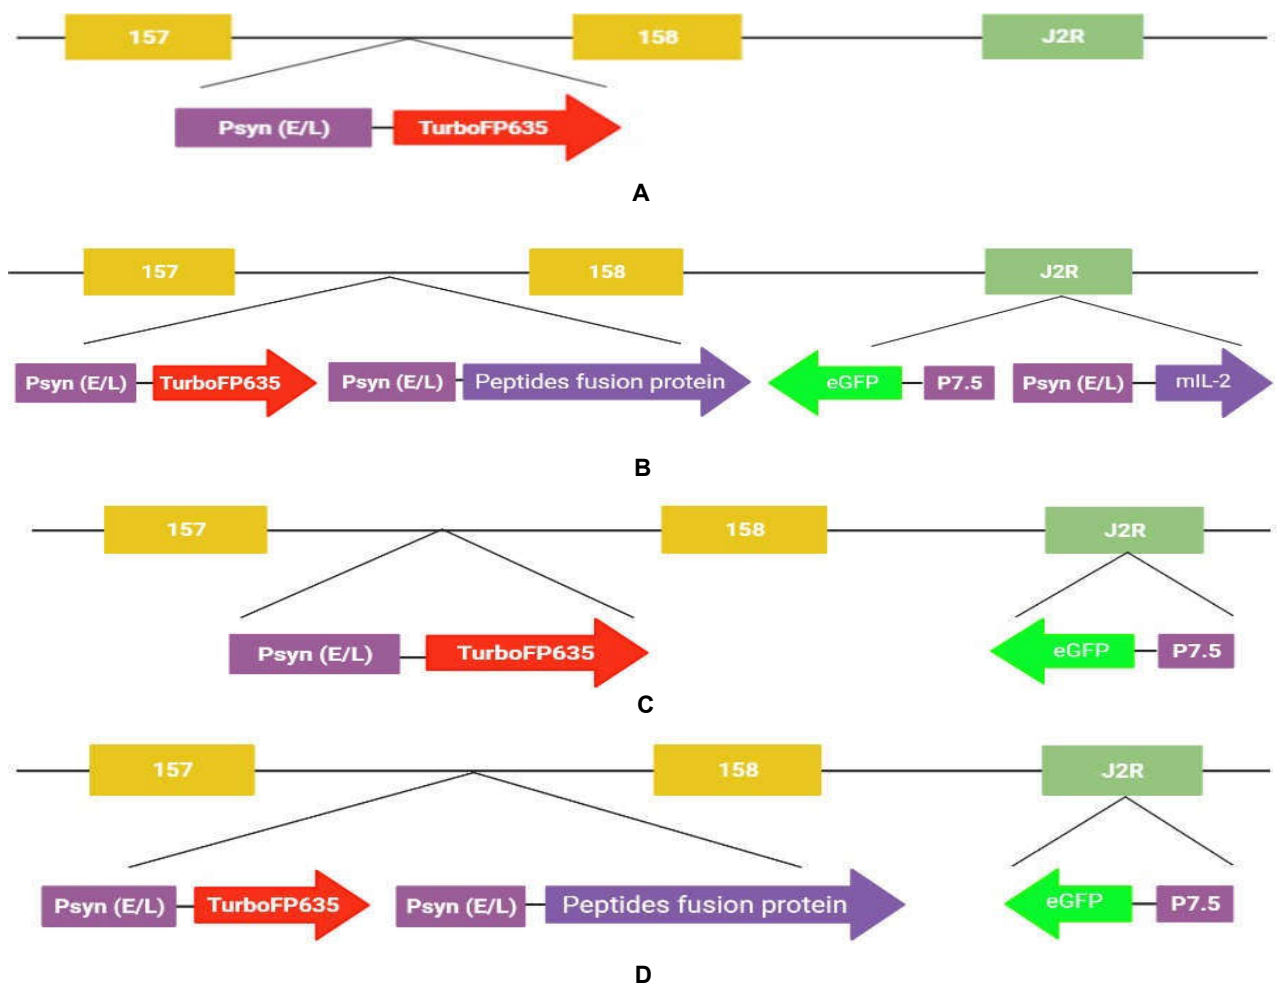 157 158 J2R
Psyn (E/L) TurboFP635
A
157 158 J2R
Psyn (E/L) TurboFP635 Psyn (E/L) Peptides fusion protein eGFP P7.5 Psyn (E/L) mIL-2
B
157 158 J2R
Psyn (E/L) TurboFP635 eGFP P7.5
C
157 158 J2R
Psyn (E/L) TurboFP635 Psyn (E/L) Peptides fusion protein eGFP P7.5
D